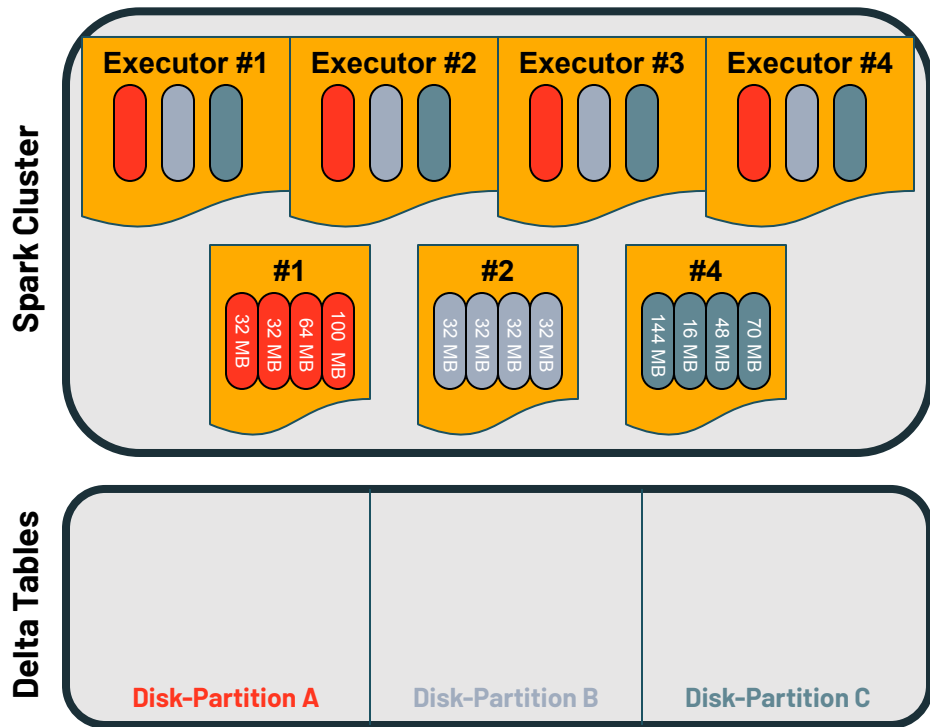 Spark Cluster
Executor #1
Executor #2
Executor #3
Executor #4
#1
32 MB
32 MB
64 MB
100 MB
#2
32 MB
32 MB
32 MB
32 MB
#4
144 MB
16 MB
48 MB
70 MB
Delta Tables
Disk-Partition A
Disk-Partition B
Disk-Partition C